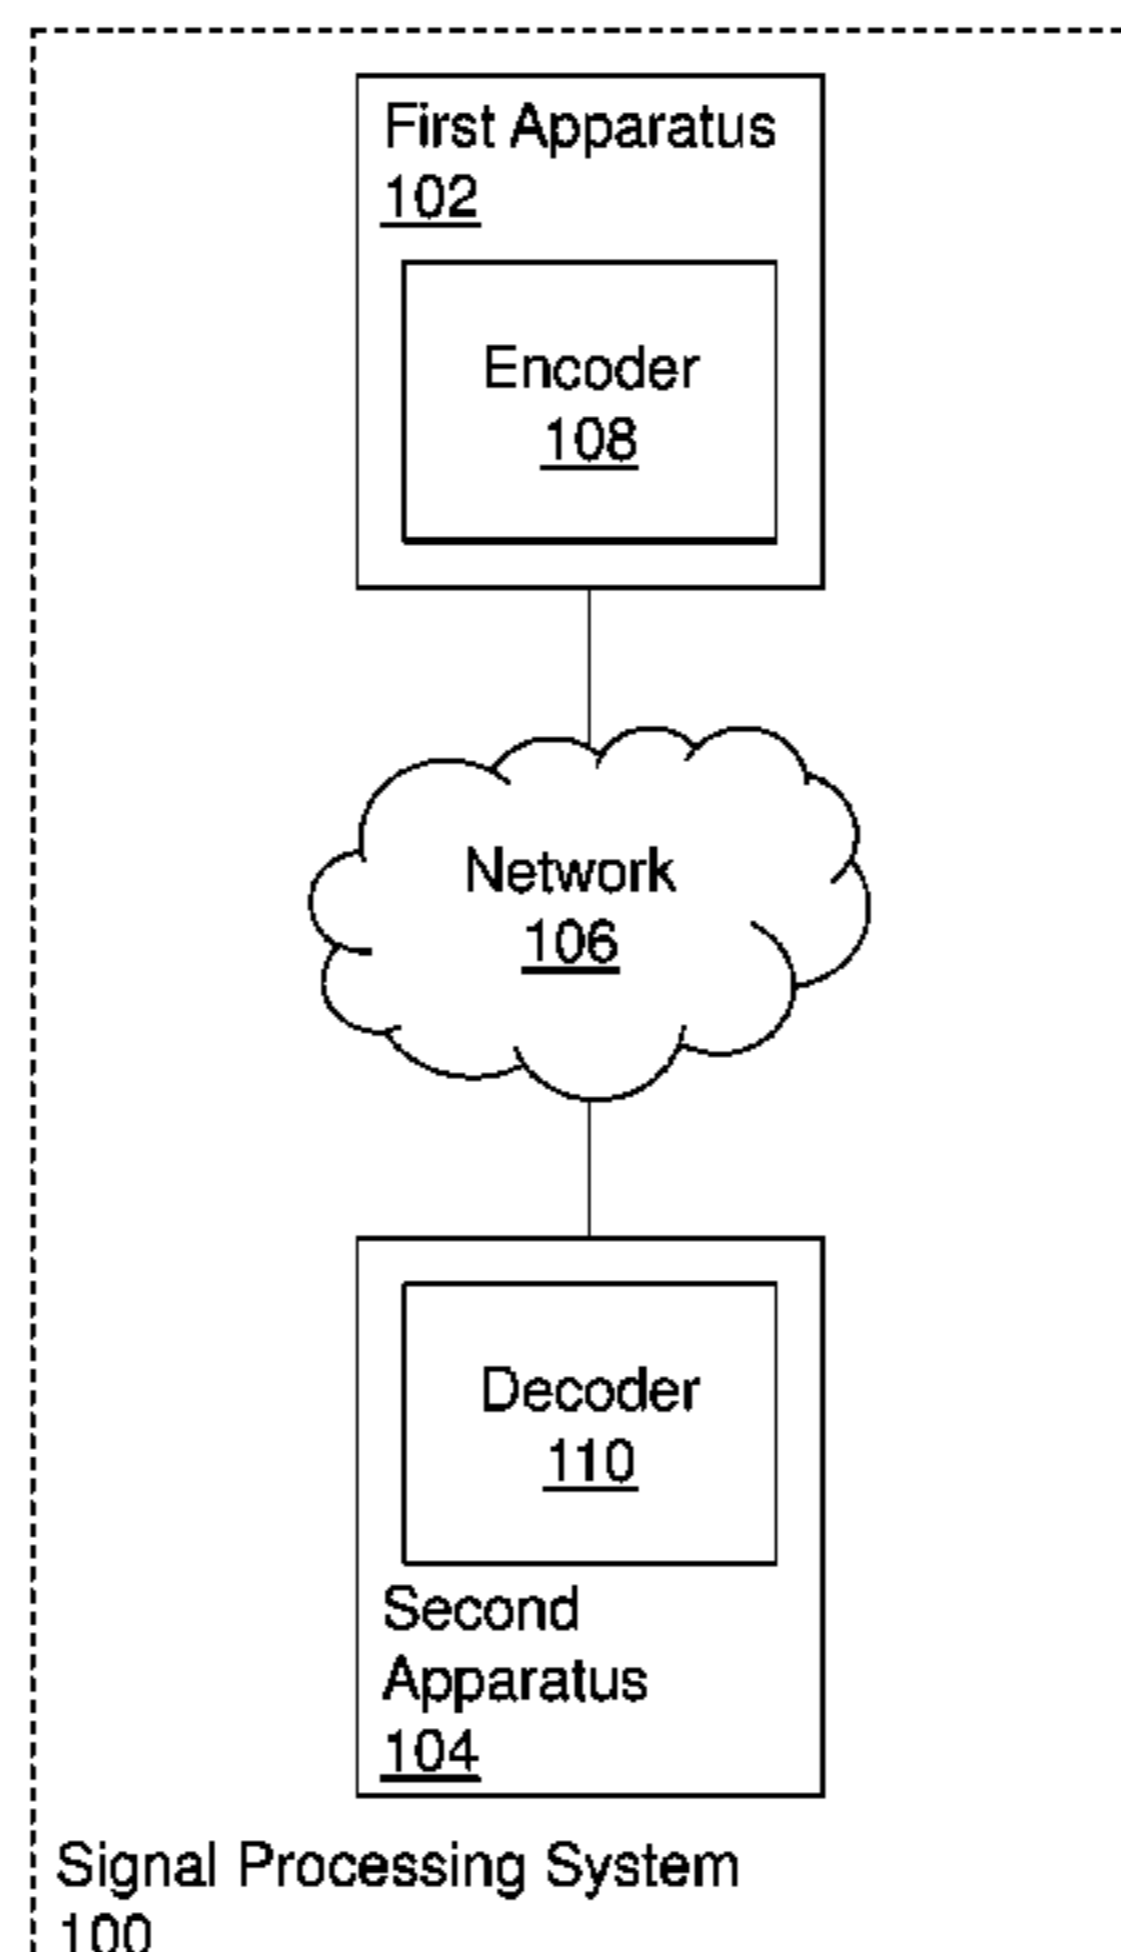 First Apparatus
102
Encoder
108
Network
106
Decoder
110
Second
Apparatus
104
Signal Processing System
100